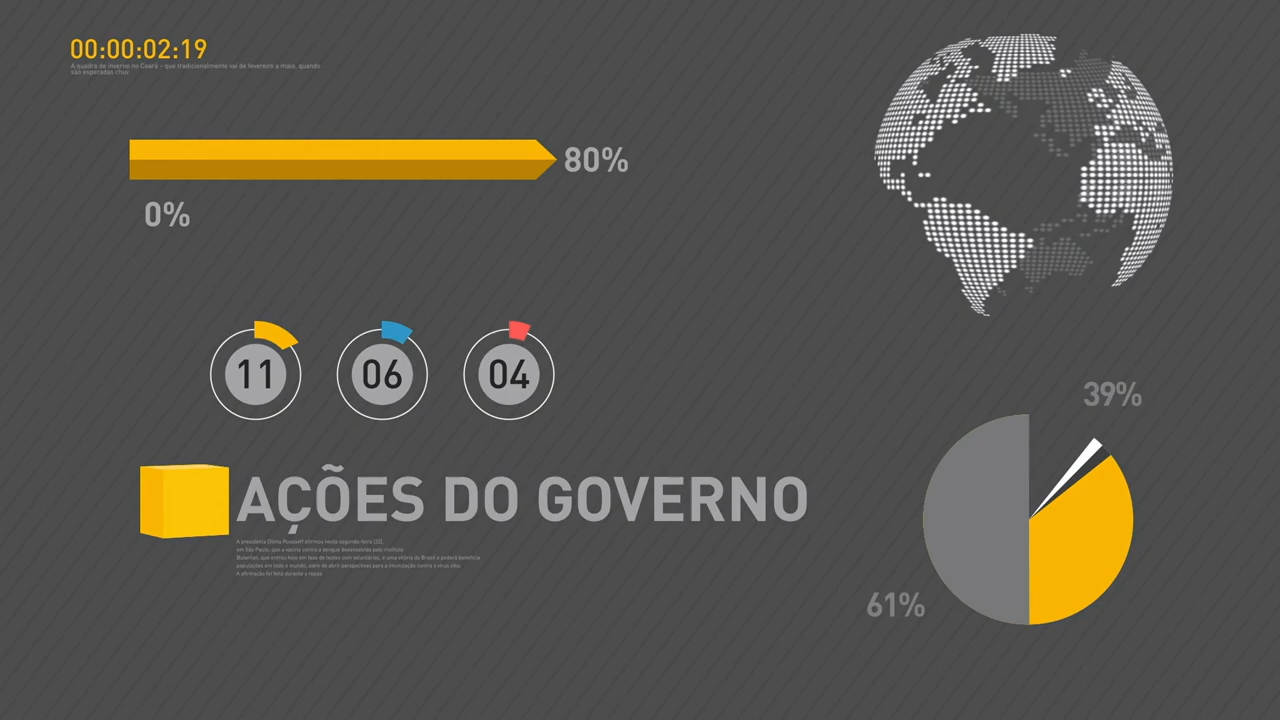 00:00:02:19
A quadra de inverno no Ceará – que tradicionalmente vai de fevereiro a maio, quando
são esperadas chuv
80%
0%
11 06 04
39%
AÇÕES DO GOVERNO
A presidenta Dilma Rousseff afirmou nesta segunda-feira (22),
em São Paulo, que a vacina contra a dengue desenvolvida pelo Instituto
Butantan, que entrou hoje em fase de testes com voluntários, é uma vitória do Brasil e poderá beneficiar
populações em todo o mundo, além de abrir perspectivas para a imunização contra o vírus zika.
A afirmação foi feita durante a
61%